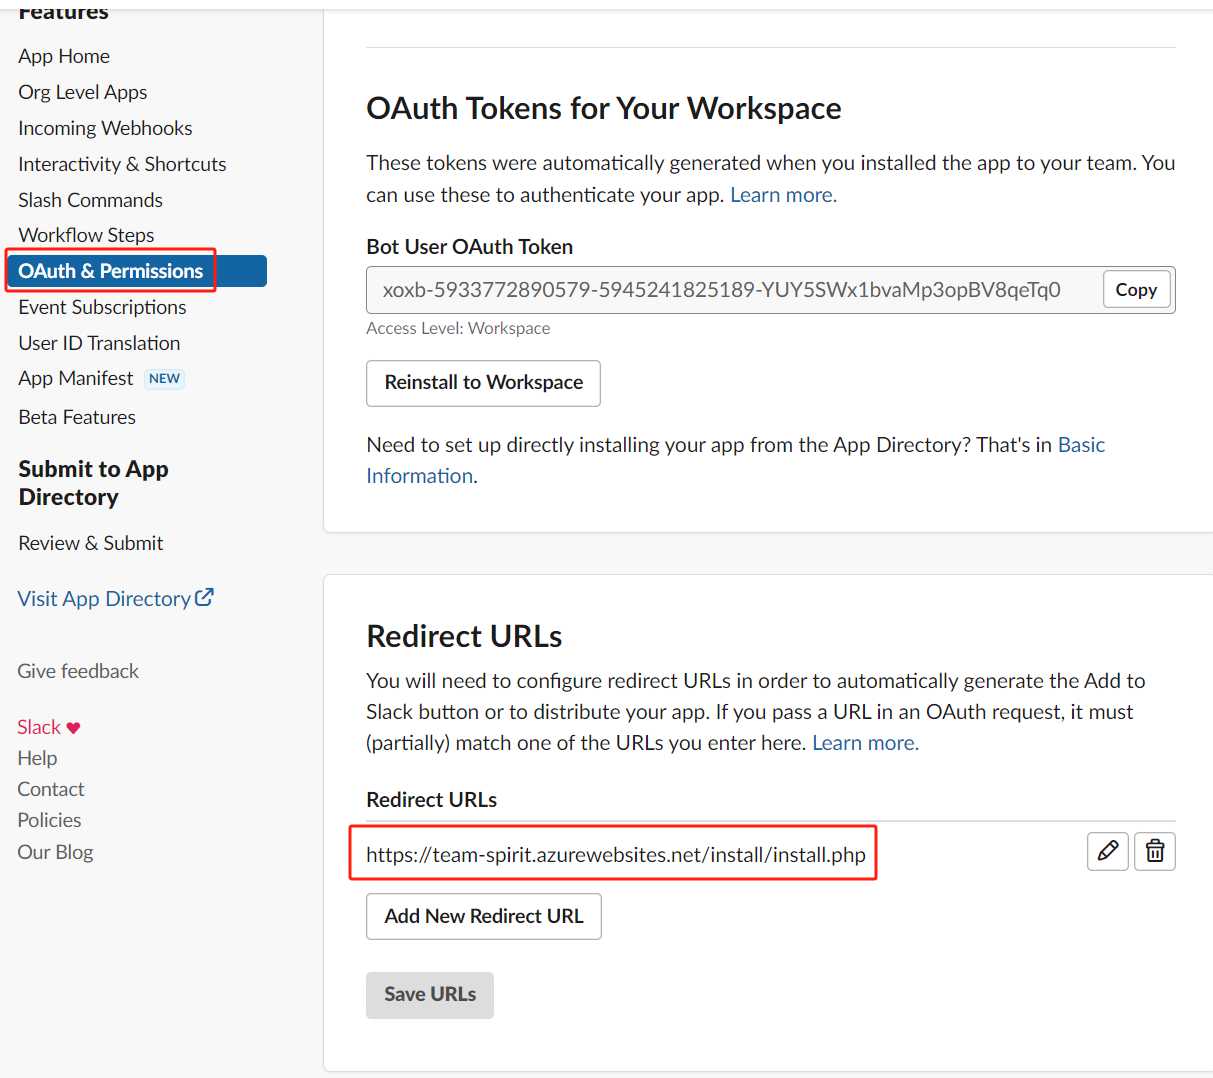 Features
App Home
Org Level Apps
Incoming Webhooks
Interactivity & Shortcuts
Slash Commands
Workflow Steps
OAuth & Permissions
Event Subscriptions
User ID Translation
App Manifest NEW
Beta Features
Submit to App
Directory
Review & Submit
Visit App Directory
Give feedback
Slack
Help
Contact
Policies
Our Blog
OAuth Tokens for Your Workspace
These tokens were automatically generated when you installed the app to your team. You
can use these to authenticate your app. Learn more.
Bot User OAuth Token
xoxb-5933772890579-5945241825189-YUY5SWx1bvaMp3opBV8qeTq0
Copy
Access Level: Workspace
Reinstall to Workspace
Need to set up directly installing your app from the App Directory? That's in Basic
Information.
Redirect URLs
You will need to configure redirect URLs in order to automatically generate the Add to
Slack button or to distribute your app. If you pass a URL in an OAuth request, it must
(partially) match one of the URLs you enter here. Learn more.
Redirect URLs
https://team-spirit.azurewebsites.net/install/install.php
Add New Redirect URL
Save URLs